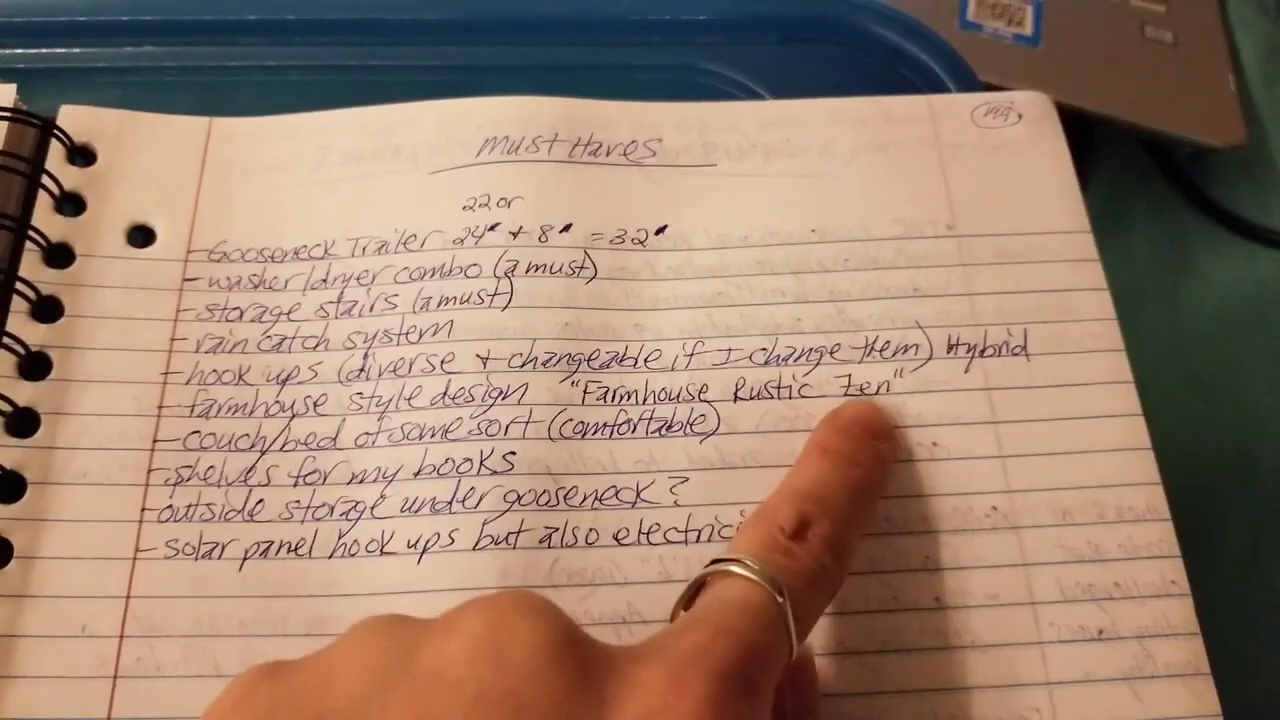 Must Haves
22 or
- Gooseneck Trailer 24' + 8' = 32'
- washer/dryer combo (a must)
- storage stairs (a must)
- rain catch system
- hook ups (diverse + changeable if I change them) Hybrid
- farmhouse style design "Farmhouse Rustic Zen"
- couch/bed of some sort (comfortable)
- shelves for my books
- outside storage under gooseneck?
- solar panel hook ups but also electrici